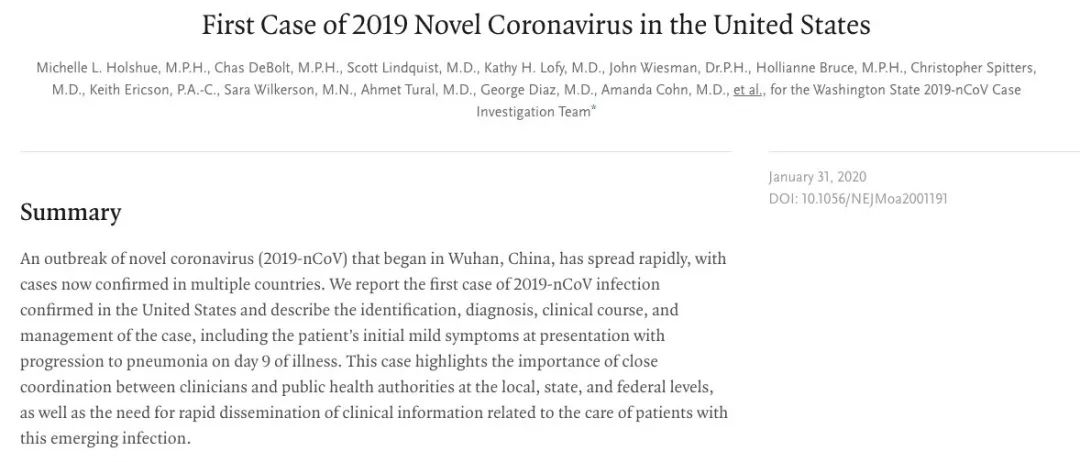 First Case of 2019 Novel Coronavirus in the United States
Michelle L. Holshue, M.P.H., Chas DeBolt, M.P.H., Scott Lindquist, M.D., Kathy H. Lofy, M.D., John Wiesman, Dr.P.H., Hollianne Bruce, M.P.H., Christopher Spitters,
M.D., Keith Ericson, P.A.-C., Sara Wilkerson, M.N., Ahmet Tural, M.D., George Diaz, M.D., Amanda Cohn, M.D., et al., for the Washington State 2019-nCoV Case
Investigation Team*
January 31, 2020
DOI: 10.1056/NEJMoa2001191
Summary
An outbreak of novel coronavirus (2019-nCoV) that began in Wuhan, China, has spread rapidly, with
cases now confirmed in multiple countries. We report the first case of 2019-nCoV infection
confirmed in the United States and describe the identification, diagnosis, clinical course, and
management of the case, including the patient's initial mild symptoms at presentation with
progression to pneumonia on day 9 of illness. This case highlights the importance of close
coordination between clinicians and public health authorities at the local, state, and federal levels,
as well as the need for rapid dissemination of clinical information related to the care of patients with
this emerging infection.